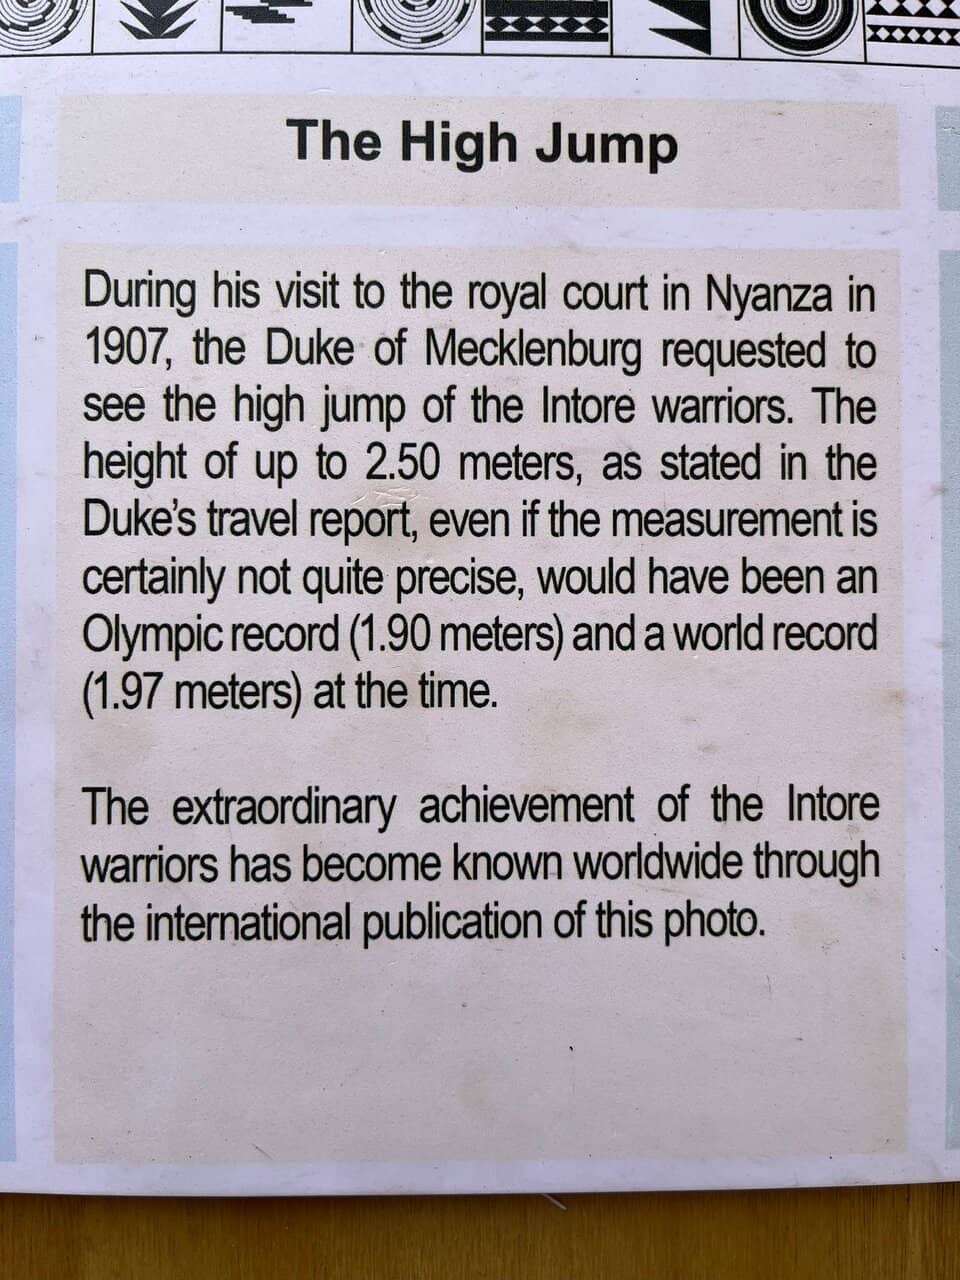 The High Jump
During his visit to the royal court in Nyanza in
1907, the Duke of Mecklenburg requested to
see the high jump of the Intore warriors. The
height of up to 2.50 meters, as stated in the
Duke's travel report, even if the measurement is
certainly not quite precise, would have been an
Olympic record (1.90 meters) and a world record
(1.97 meters) at the time.
The extraordinary achievement of the Intore
warriors has become known worldwide through
the international publication of this photo.